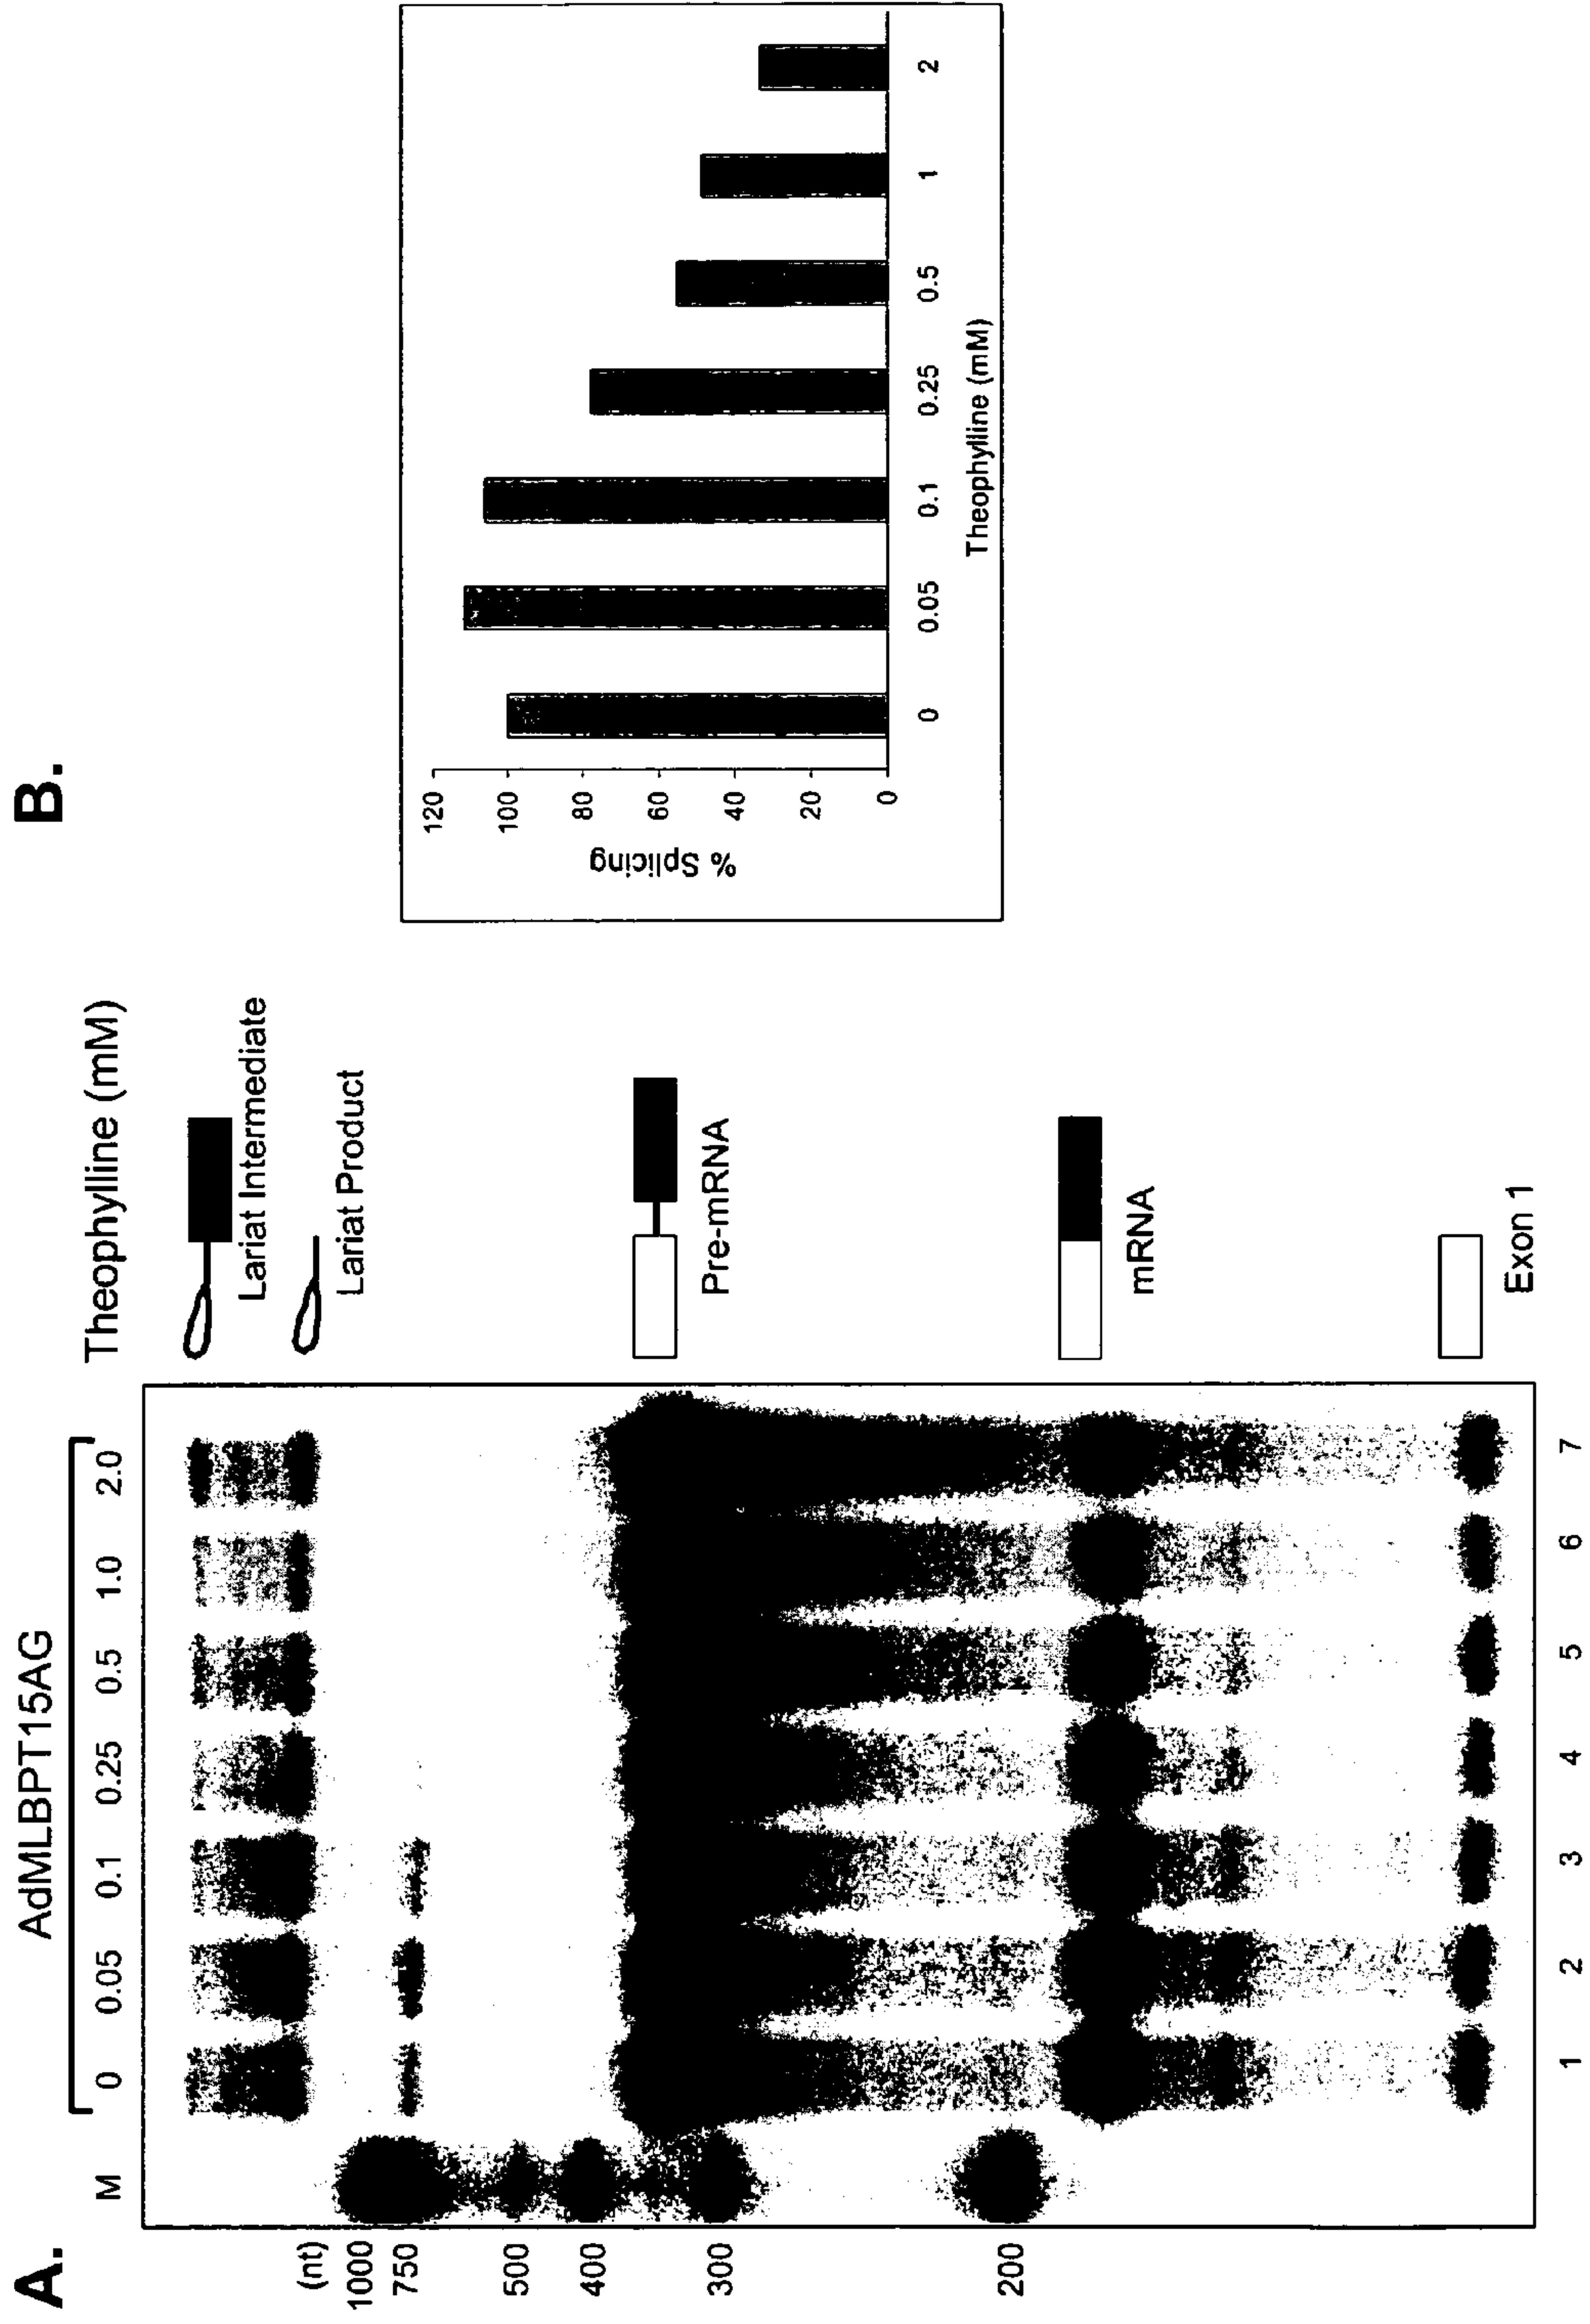 A.
AdMLBPT15AG
M 0 0.05 0.1 0.25 0.5 1.0 2.0 Theophylline (mM)
(nt)
1000
750
500
400
300
200
Lariat Intermediate
Lariat Product
Pre-mRNA
mRNA
Exon 1
1 2 3 4 5 6 7
B.
% Splicing
120
100
80
60
40
20
0
0 0.05 0.1 0.25 0.5 1 2
Theophylline (mM)